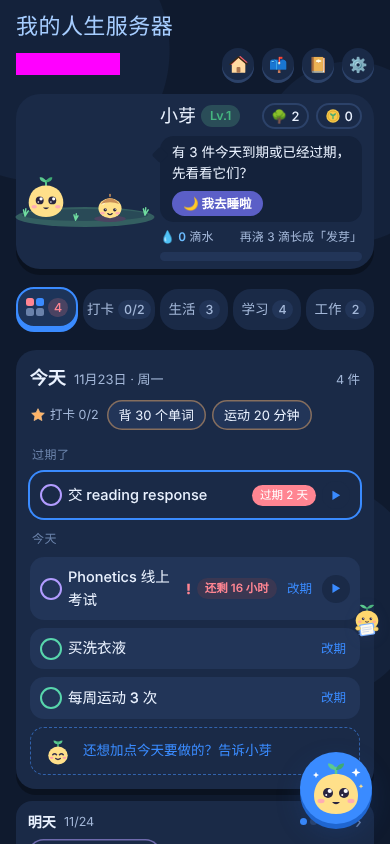 我的人生服务器
小芽 Lv.1 2 0
有 3 件今天到期或已经过期，
先看看它们？
🌙 我去睡啦
💧 0 滴水 再浇 3 滴长成「发芽」
4 打卡 0/2 生活 3 学习 4 工作 2
今天 11月23日 · 周一 4 件
打卡 0/2 背 30 个单词 运动 20 分钟
过期了
交 reading response 过期 2 天
今天
Phonetics 线上
考试
! 还剩 16 小时 改期
买洗衣液 改期
每周运动 3 次 改期
还想加点今天要做的？告诉小芽
明天 11/24